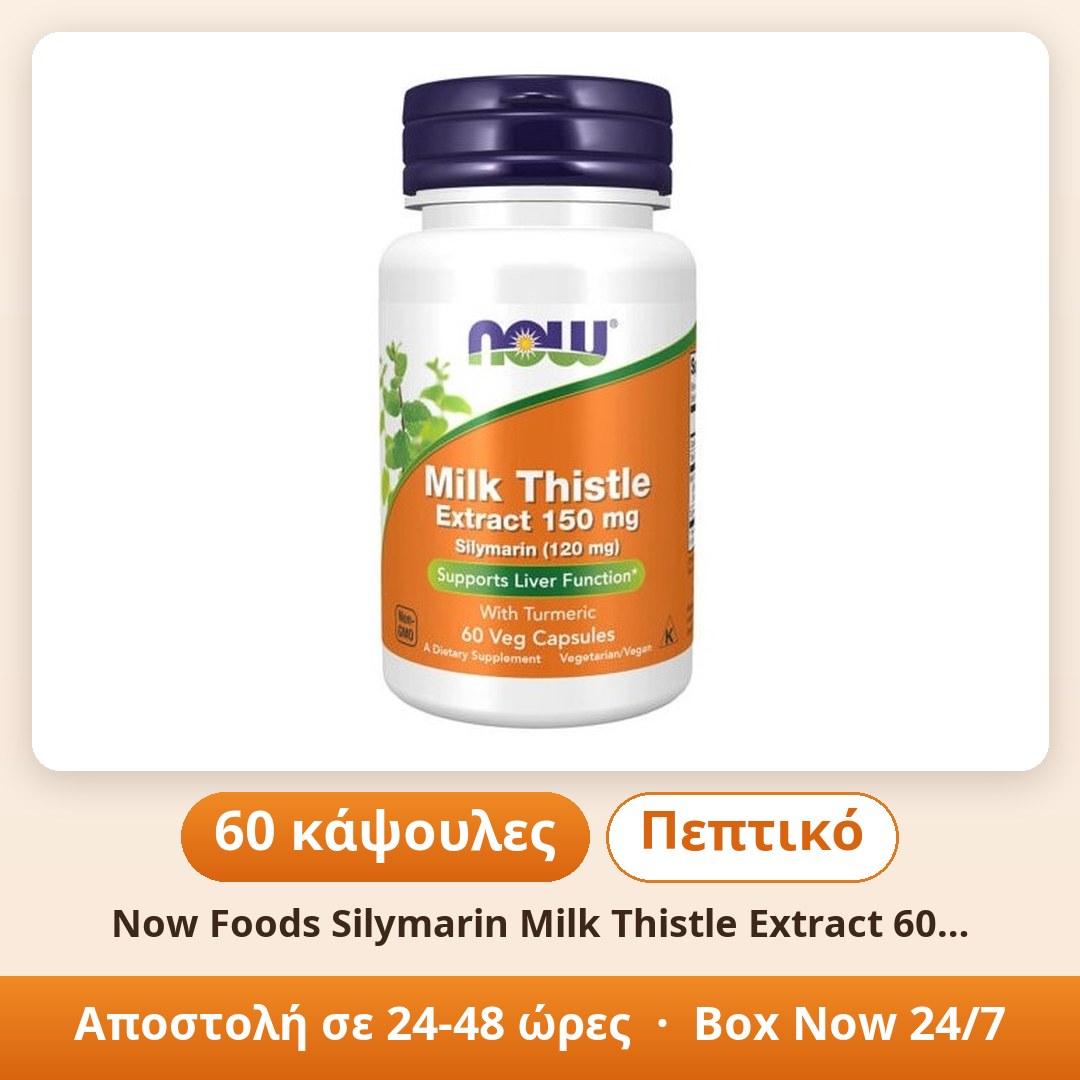 now®
Milk Thistle
Extract 150 mg
Silymarin (120 mg)
Supports Liver Function*
With Turmeric
60 Veg Capsules
Non-
GMO
K
A Dietary Supplement Vegetarian/Vegan
60 κάψουλες Πεπτικό
Now Foods Silymarin Milk Thistle Extract 60...
Αποστολή σε 24-48 ώρες · Box Now 24/7